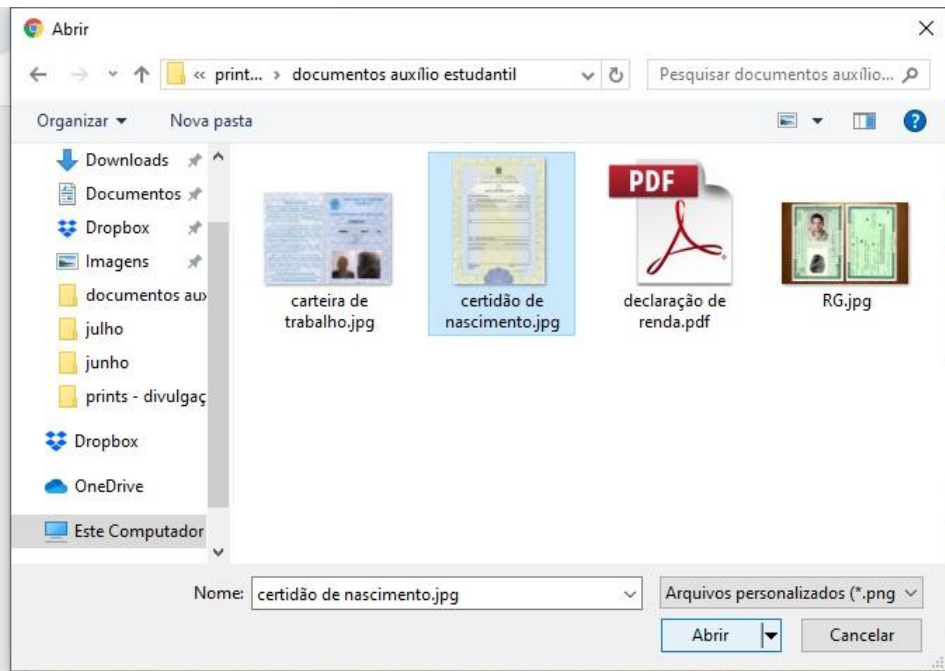 Abrir
« print... › documentos auxílio estudantil
Pesquisar documentos auxílio...
Organizar
Nova pasta
Downloads
Documentos
Dropbox
Imagens
documentos aux
julho
junho
prints - divulgaç
Dropbox
OneDrive
Este Computador
carteira de
trabalho.jpg
certidão de
nascimento.jpg
PDF
declaração de
renda.pdf
RG.jpg
Nome: certidão de nascimento.jpg
Arquivos personalizados (*.png
Abrir
Cancelar